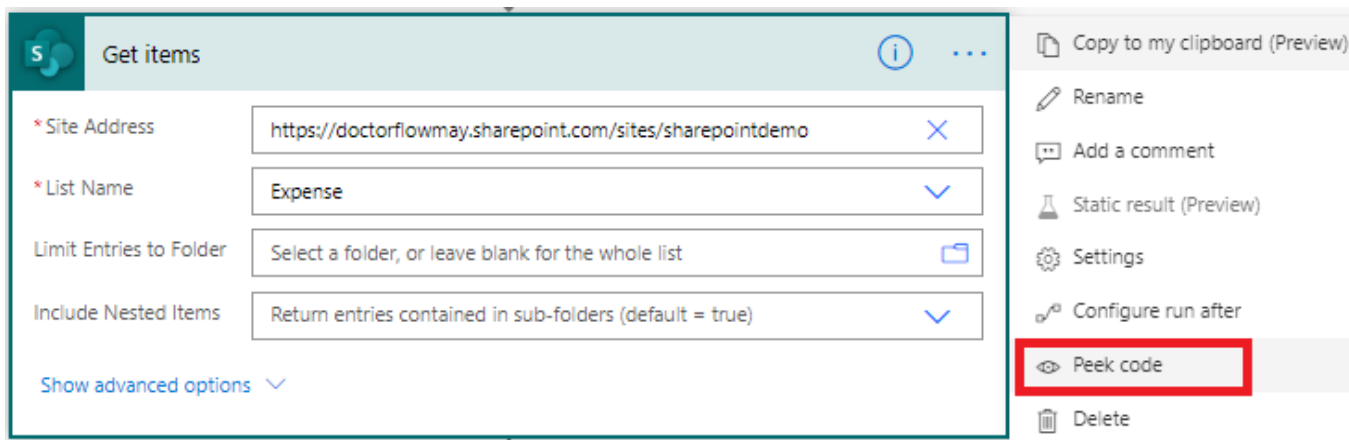 S
Get items
i
...
* Site Address
https://doctorflowmay.sharepoint.com/sites/sharepointdemo
* List Name
Expense
Limit Entries to Folder
Select a folder, or leave blank for the whole list
Include Nested Items
Return entries contained in sub-folders (default = true)
Show advanced options
Copy to my clipboard (Preview)
Rename
Add a comment
Static result (Preview)
Settings
Configure run after
Peek code
Delete